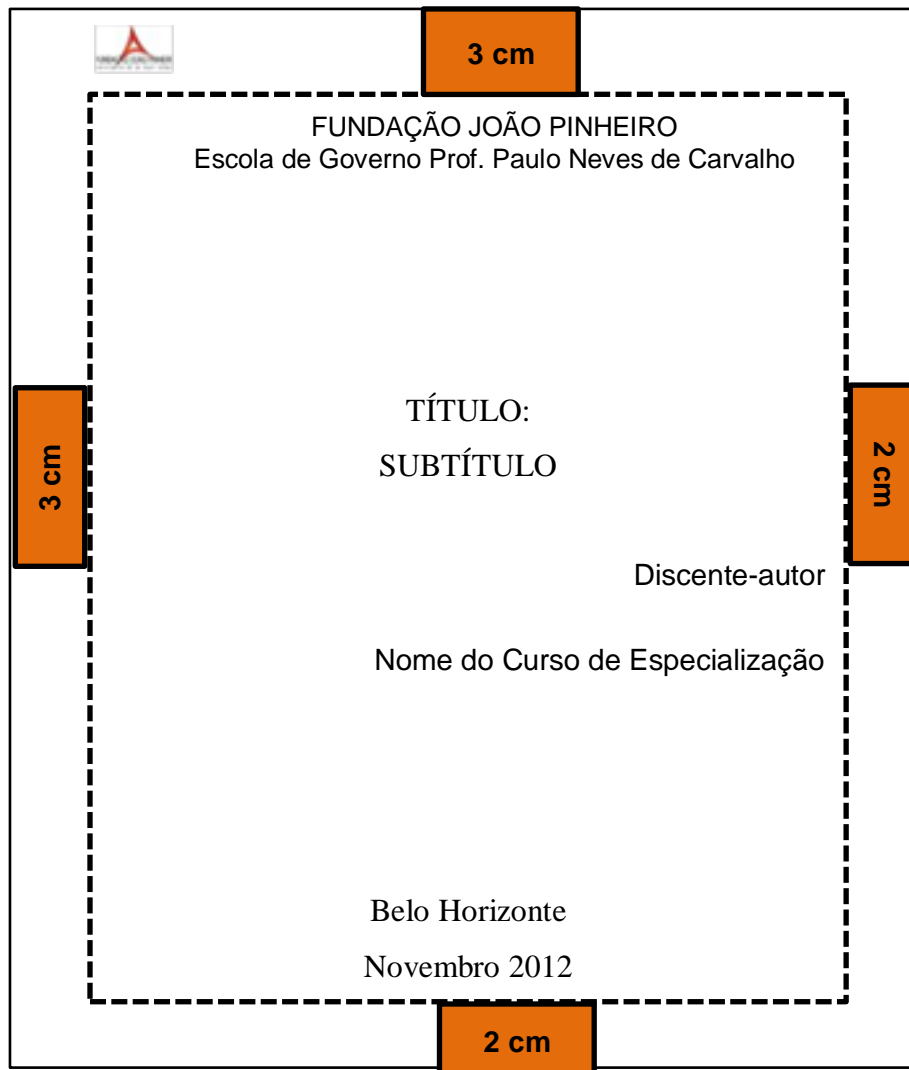 3 cm
FUNDAÇÃO JOÃO PINHEIRO
Escola de Governo Prof. Paulo Neves de Carvalho
TÍTULO:
SUBTÍTULO
3 cm
2 cm
Discente-autor
Nome do Curso de Especialização
Belo Horizonte
Novembro 2012
2 cm